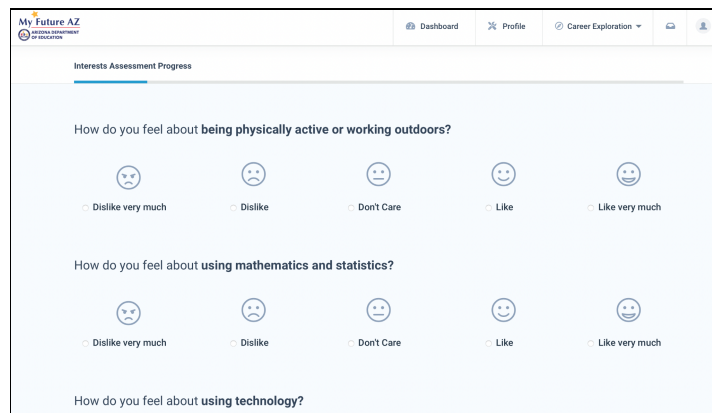 My Future AZ
ARIZONA DEPARTMENT
OF EDUCATION
Dashboard
Profile
Career Exploration
Interests Assessment Progress
How do you feel about being physically active or working outdoors?
Dislike very much
Dislike
Don't Care
Like
Like very much
How do you feel about using mathematics and statistics?
Dislike very much
Dislike
Don't Care
Like
Like very much
How do you feel about using technology?